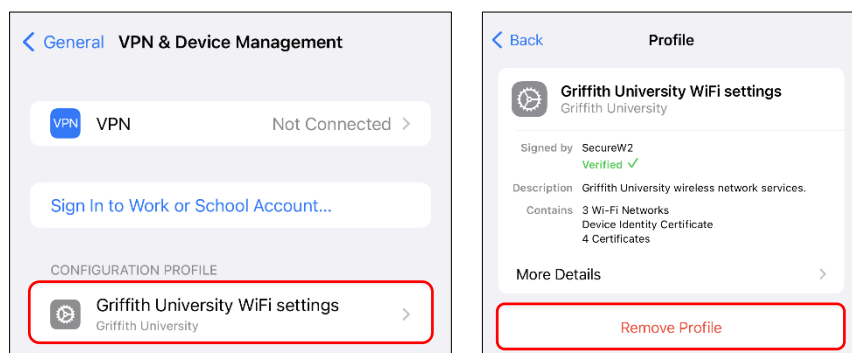 General VPN & Device Management
VPN VPN Not Connected
Sign In to Work or School Account...
CONFIGURATION PROFILE
Griffith University WiFi settings
Griffith University
Back Profile
Griffith University WiFi settings
Griffith University
Signed by SecureW2
Verified ✓
Description Griffith University wireless network services.
Contains 3 Wi-Fi Networks
Device Identity Certificate
4 Certificates
More Details
Remove Profile